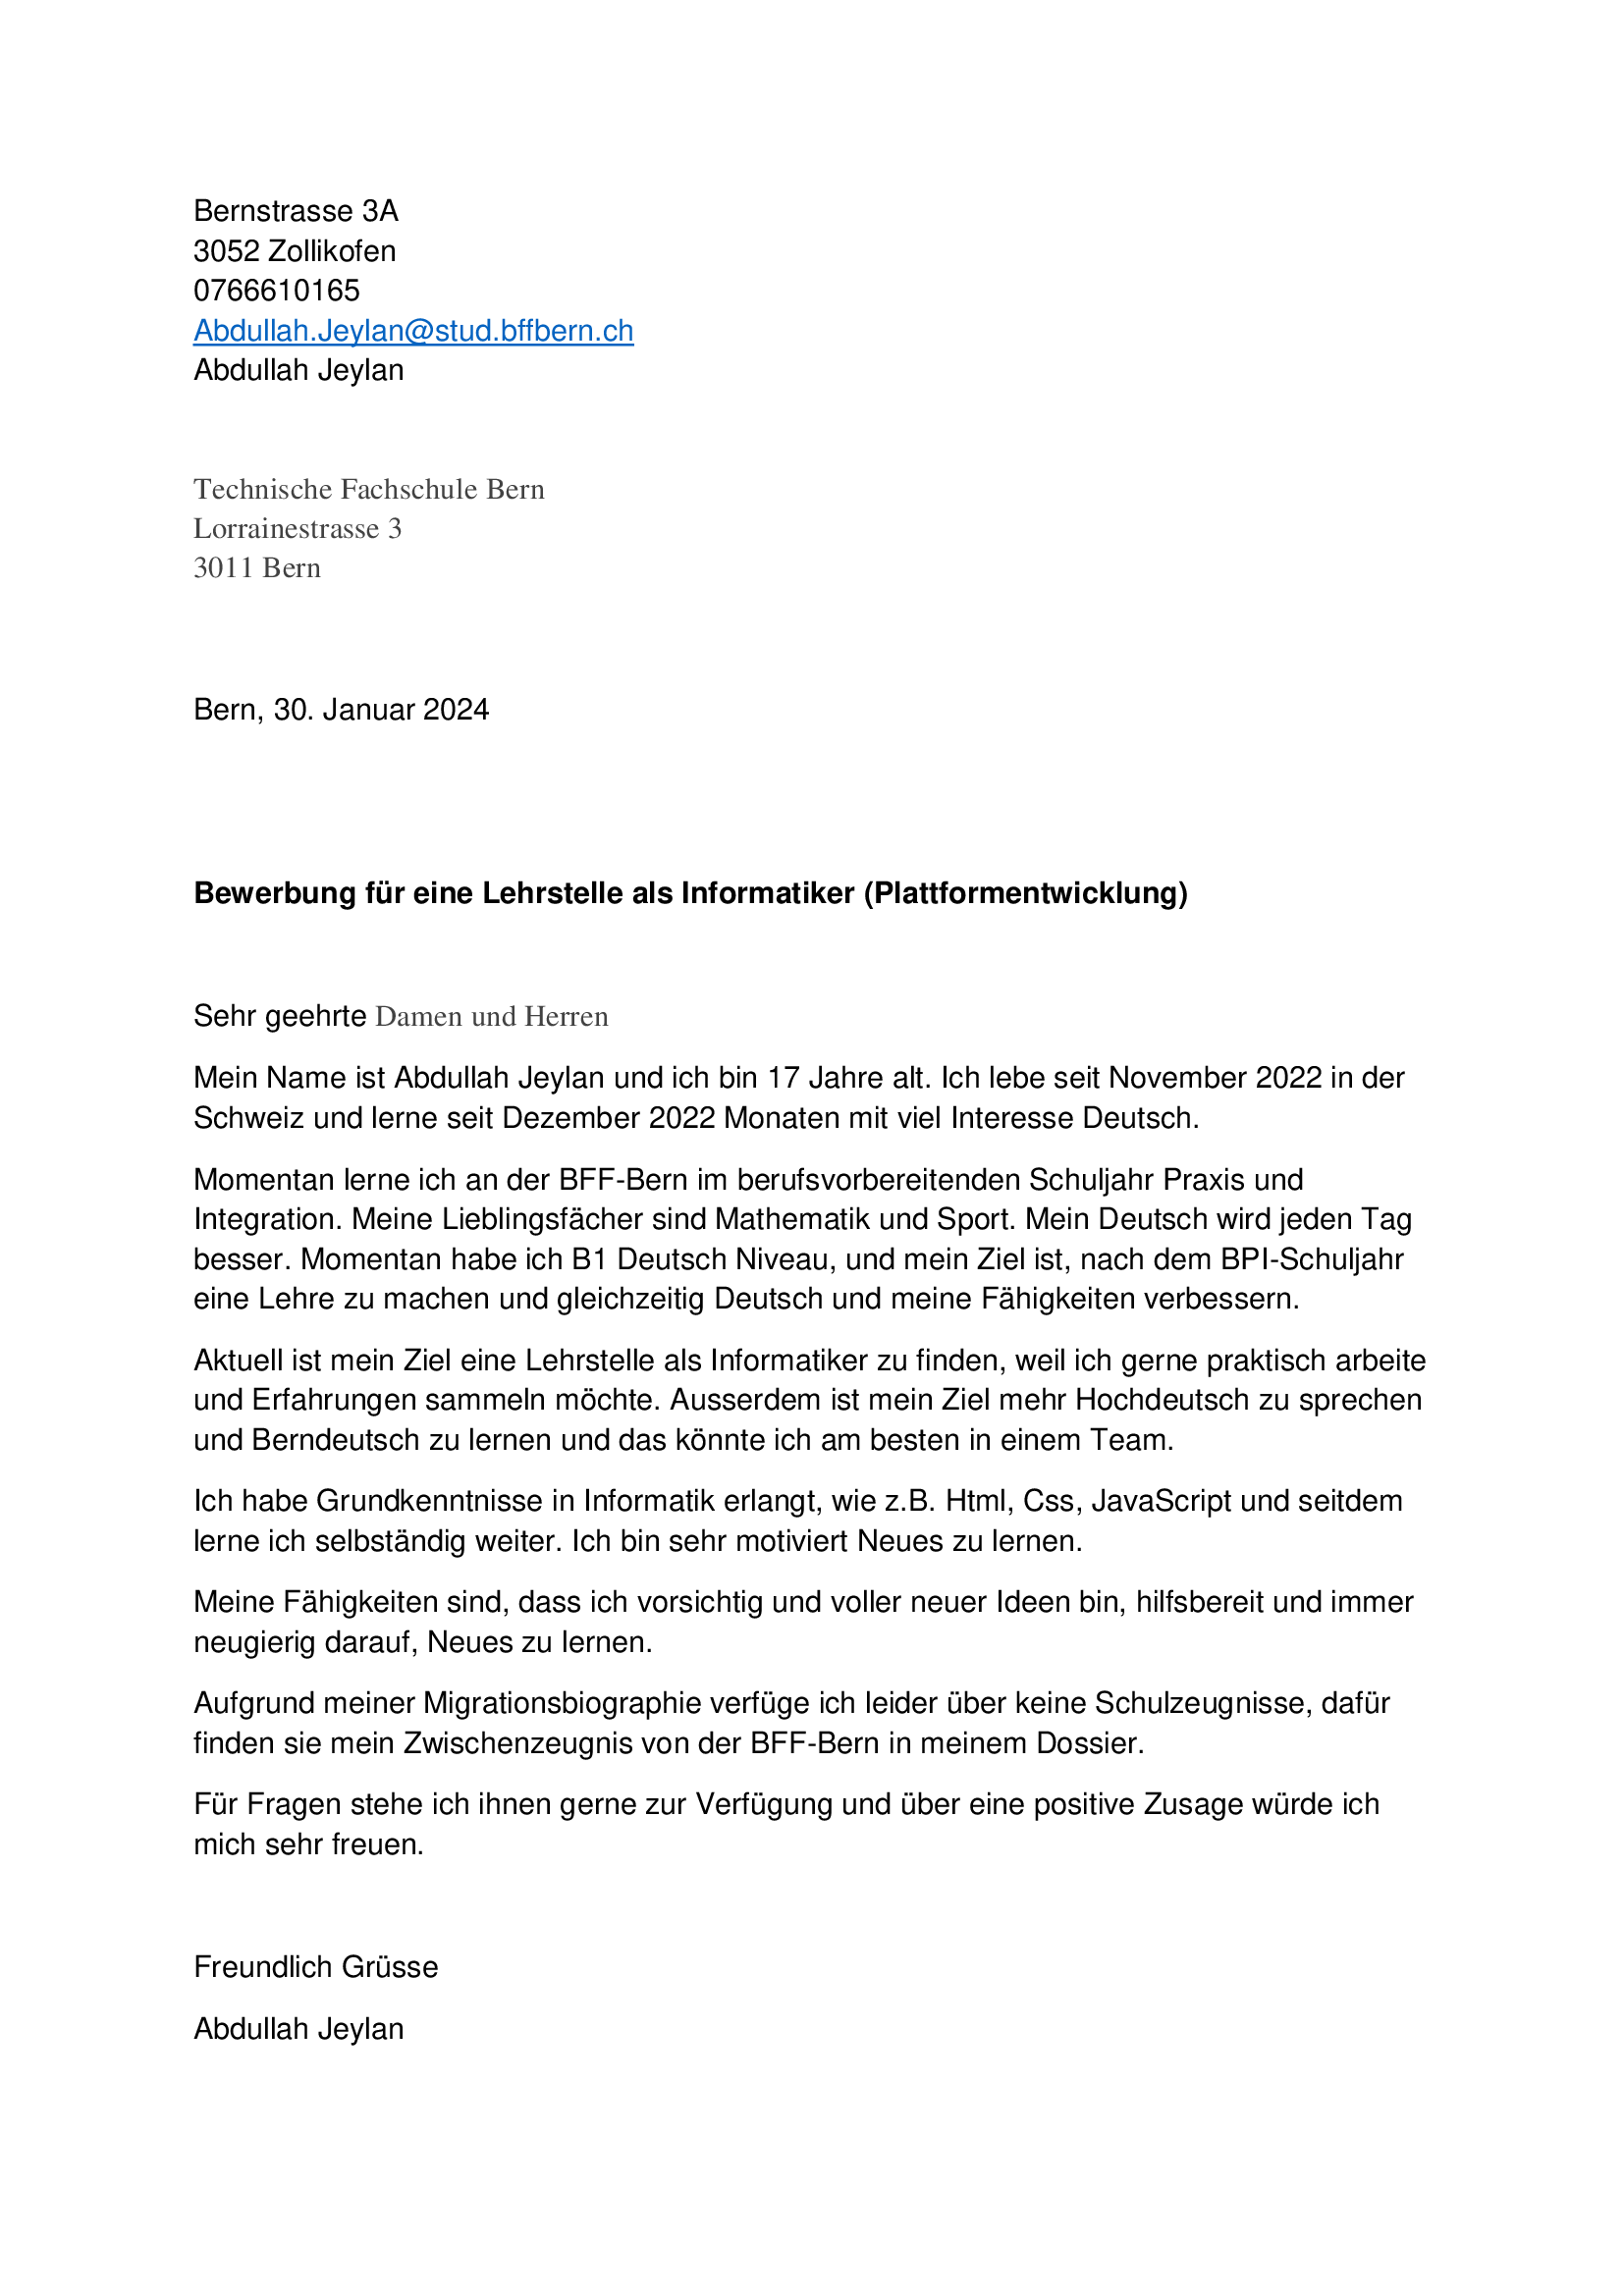 Bernstrasse 3A
3052 Zollikofen
0766610165
Abdullah.Jeylan@stud.bffbern.ch
Abdullah Jeylan
Technische Fachschule Bern
Lorrainestrasse 3
3011 Bern
Bern, 30. Januar 2024
Bewerbung für eine Lehrstelle als Informatiker (Plattformentwicklung)
Sehr geehrte Damen und Herren
Mein Name ist Abdullah Jeylan und ich bin 17 Jahre alt. Ich lebe seit November 2022 in der
Schweiz und lerne seit Dezember 2022 Monaten mit viel Interesse Deutsch.
Momentan lerne ich an der BFF-Bern im berufsvorbereitenden Schuljahr Praxis und
Integration. Meine Lieblingsfächer sind Mathematik und Sport. Mein Deutsch wird jeden Tag
besser. Momentan habe ich B1 Deutsch Niveau, und mein Ziel ist, nach dem BPI-Schuljahr
eine Lehre zu machen und gleichzeitig Deutsch und meine Fähigkeiten verbessern.
Aktuell ist mein Ziel eine Lehrstelle als Informatiker zu finden, weil ich gerne praktisch arbeite
und Erfahrungen sammeln möchte. Ausserdem ist mein Ziel mehr Hochdeutsch zu sprechen
und Berndeutsch zu lernen und das könnte ich am besten in einem Team.
Ich habe Grundkenntnisse in Informatik erlangt, wie z.B. Html, Css, JavaScript und seitdem
lerne ich selbständig weiter. Ich bin sehr motiviert Neues zu lernen.
Meine Fähigkeiten sind, dass ich vorsichtig und voller neuer Ideen bin, hilfsbereit und immer
neugierig darauf, Neues zu lernen.
Aufgrund meiner Migrationsbiographie verfüge ich leider über keine Schulzeugnisse, dafür
finden sie mein Zwischenzeugnis von der BFF-Bern in meinem Dossier.
Für Fragen stehe ich ihnen gerne zur Verfügung und über eine positive Zusage würde ich
mich sehr freuen.
Freundlich Grüsse
Abdullah Jeylan